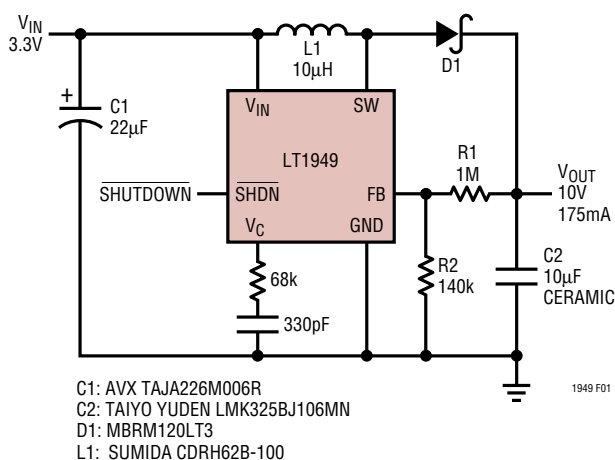 VIN
3.3V
L1
10µH
D1
+
C1
22µF
VIN
SW
LT1949
SHUTDOWN
SHDN
FB
VC
GND
R1
1M
VOUT
10V
175mA
68k
330pF
R2
140k
C2
10µF
CERAMIC
1949 F01
C1: AVX TAJA226M006R
C2: TAIYO YUDEN LMK325BJ106MN
D1: MBRM120LT3
L1: SUMIDA CDRH62B-100